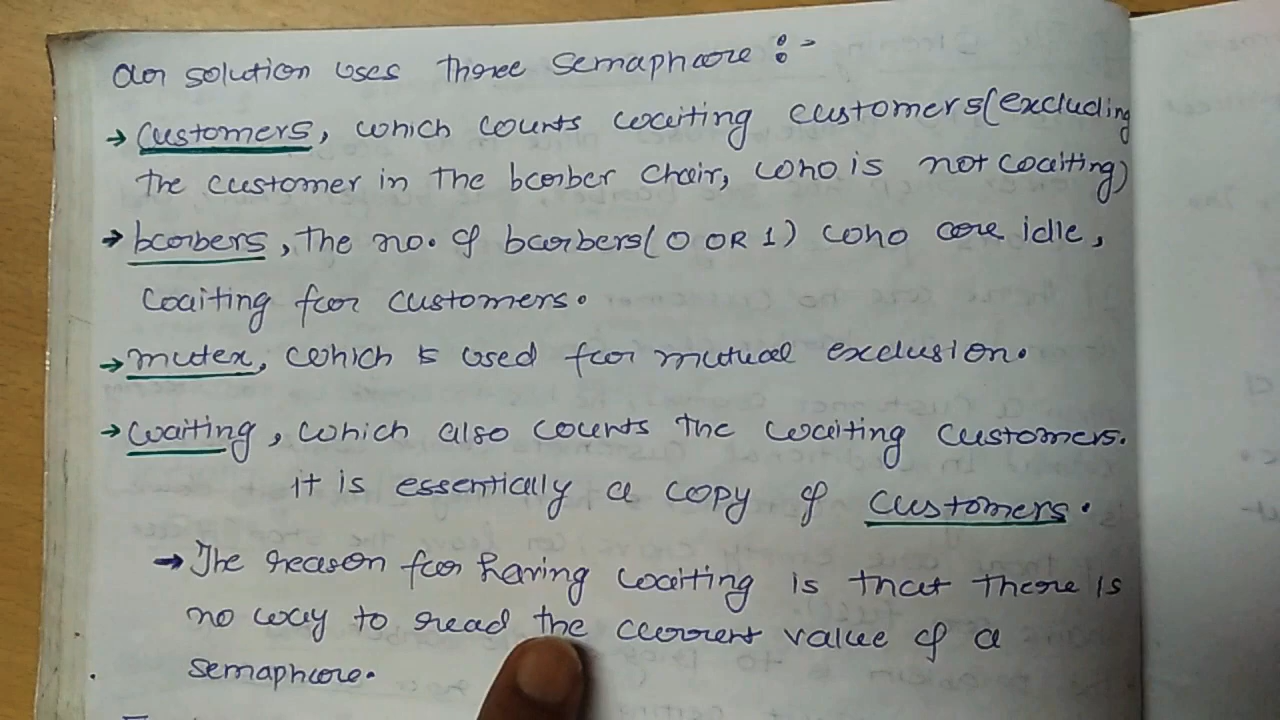 Our solution uses three semaphore :-
→ customers, which counts waiting customers (excluding
the customer in the barber chair, who is not waiting)
→ barbers, the no. of barbers (0 OR 1) who are idle,
waiting for customers.
→ mutex, which is used for mutual exclusion.
→ waiting, which also counts the waiting customers.
it is essentially a copy of customers.
→ The reason for having waiting is that there is
no way to read the current value of a
semaphore.